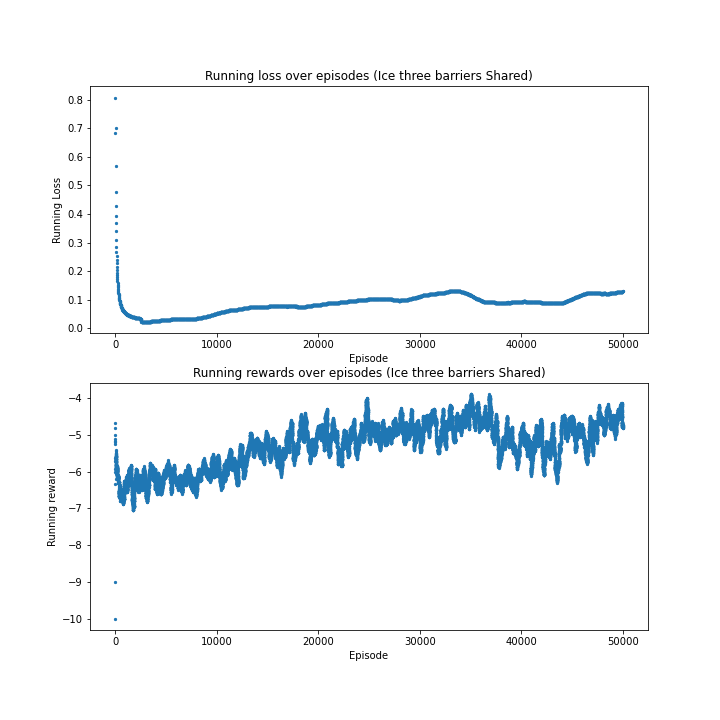 Running loss over episodes (Ice three barriers Shared)
0.8
0.7
0.6
0.5
0.4
0.3
0.2
0.1
0.0
Running Loss
0 10000 20000 30000 40000 50000
Episode
Running rewards over episodes (Ice three barriers Shared)
−4
−5
−6
−7
−8
−9
−10
Running reward
0 10000 20000 30000 40000 50000
Episode